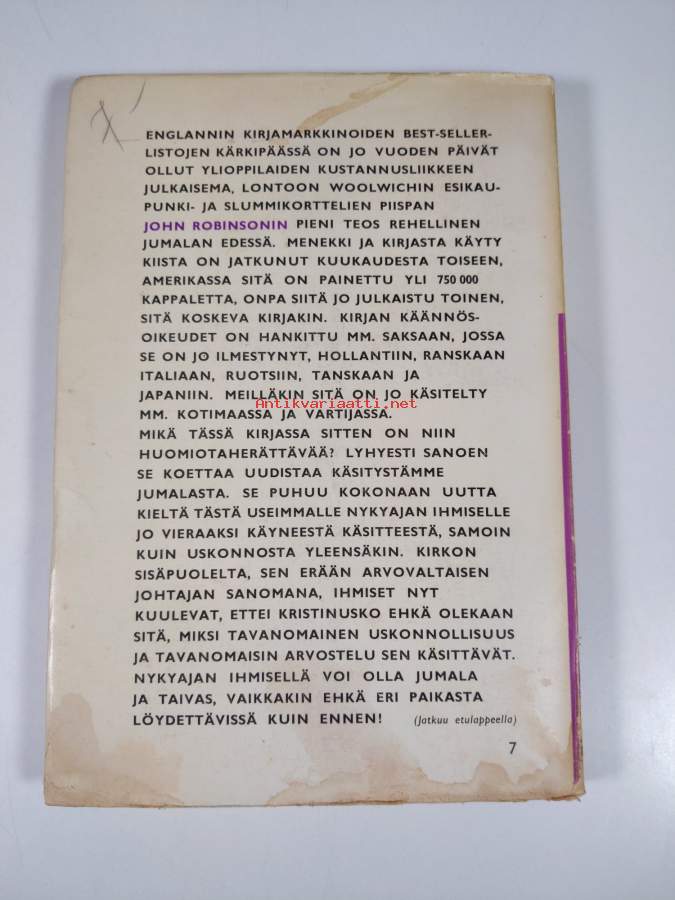 ENGLANNIN KIRJAMARKKINOIDEN BEST-SELLER-
LISTOJEN KÄRKIPÄÄSSÄ ON JO VUODEN PÄIVÄT
OLLUT YLIOPPILAIDEN KUSTANNUSLIIKKEEN
JULKAISEMA, LONTOON WOOLWICHIN ESIKAU-
PUNKI- JA SLUMMIKORTTELIEN PIISPAN
JOHN ROBINSONIN PIENI TEOS REHELLINEN
JUMALAN EDESSÄ. MENEKKI JA KIRJASTA KÄYTY
KIISTA ON JATKUNUT KUUKAUDESTA TOISEEN,
AMERIKASSA SITÄ ON PAINETTU YLI 750 000
KAPPALETTA, ONPA SIITÄ JO JULKAISTU TOINEN,
SITÄ KOSKEVA KIRJAKIN. KIRJAN KÄÄNNÖS-
OIKEUDET ON HANKITTU MM. SAKSAAN, JOSSA
SE ON JO ILMESTYNYT, HOLLANTIIN, RANSKAAN
ITALIAAN, RUOTSIIN, TANSKAAN JA
JAPANIIN. MEILLÄKIN SITÄ ON JO KÄSITELTY
Antikvariaatti.net
MM. KOTIMAASSA JA VARTIJASSA.
MIKÄ TÄSSÄ KIRJASSA SITTEN ON NIIN
HUOMIOTAHERÄTTÄVÄÄ? LYHYESTI SANOEN
SE KOETTAA UUDISTAA KÄSITYSTÄMME
JUMALASTA. SE PUHUU KOKONAAN UUTTA
KIELTÄ TÄSTÄ USEIMMALLE NYKYAJAN IHMISELLE
JO VIERAAKSI KÄYNEESTÄ KÄSITTEESTÄ, SAMOIN
KUIN USKONNOSTA YLEENSÄKIN. KIRKON
SISÄPUOLELTA, SEN ERÄÄN ARVOVALTAISEN
JOHTAJAN SANOMANA, IHMISET NYT
KUULEVAT, ETTEI KRISTINUSKO EHKÄ OLEKAAN
SITÄ, MIKSI TAVANOMAINEN USKONNOLLISUUS
JA TAVANOMAISIN ARVOSTELU SEN KÄSITTÄVÄT.
NYKYAJAN IHMISELLÄ VOI OLLA JUMALA
JA TAIVAS, VAIKKAKIN EHKÄ ERI PAIKASTA
LÖYDETTÄVISSÄ KUIN ENNEN! (Jatkuu etulappeella)
7